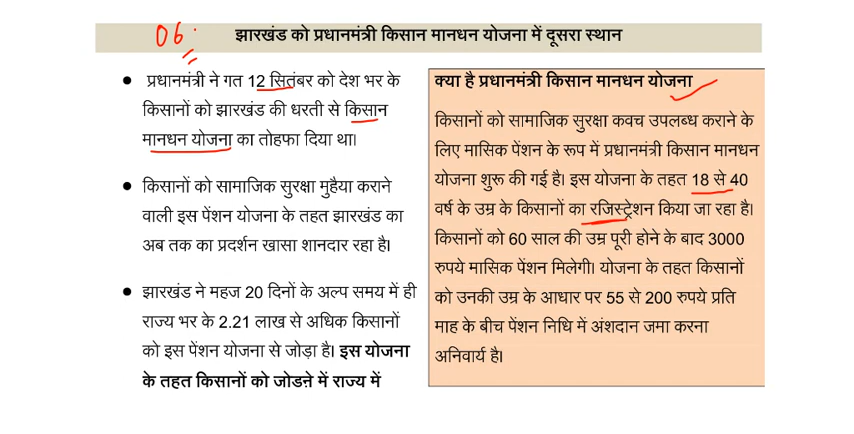 06.
झारखंड को प्रधानमंत्री किसान मानधन योजना में दूसरा स्थान
प्रधानमंत्री ने गत 12 सितंबर को देश भर के
किसानों को झारखंड की धरती से किसान
मानधन योजना का तोहफा दिया था।
किसानों को सामाजिक सुरक्षा मुहैया कराने
वाली इस पेंशन योजना के तहत झारखंड का
अब तक का प्रदर्शन खासा शानदार रहा है।
झारखंड ने महज 20 दिनों के अल्प समय में ही
राज्य भर के 2.21 लाख से अधिक किसानों
को इस पेंशन योजना से जोड़ा है। इस योजना
के तहत किसानों को जोडऩे में राज्य में
क्या है प्रधानमंत्री किसान मानधन योजना
किसानों को सामाजिक सुरक्षा कवच उपलब्ध कराने के
लिए मासिक पेंशन के रूप में प्रधानमंत्री किसान मानधन
योजना शुरू की गई है। इस योजना के तहत 18 से 40
वर्ष के उम्र के किसानों का रजिस्ट्रेशन किया जा रहा है।
किसानों को 60 साल की उम्र पूरी होने के बाद 3000
रुपये मासिक पेंशन मिलेगी। योजना के तहत किसानों
को उनकी उम्र के आधार पर 55 से 200 रुपये प्रति
माह के बीच पेंशन निधि में अंशदान जमा करना
अनिवार्य है।